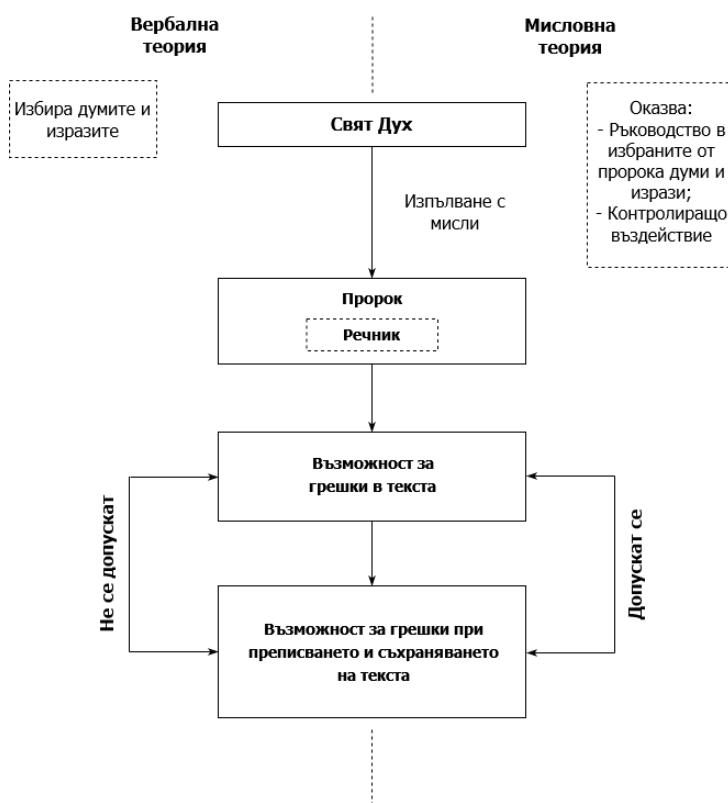 Вербална
теория
Мисловна
теория
Избира думите и
изразите
Свят Дух
Оказва:
- Ръководство в
избраните от
пророка думи и
изрази;
- Контролиращо
въздействие
Изпълване с
мисли
Пророк
Речник
Възможност за
грешки в текста
Не се допускат
Допускат се
Възможност за грешки при
преписването и съхраняването
на текста